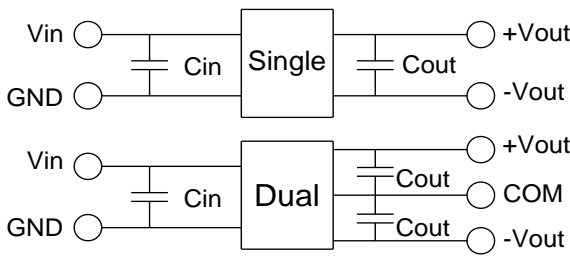 Vin
Cin
Single
Cout
+Vout
GND
-Vout
Vin
Cin
Dual
Cout
+Vout
COM
Cout
GND
-Vout